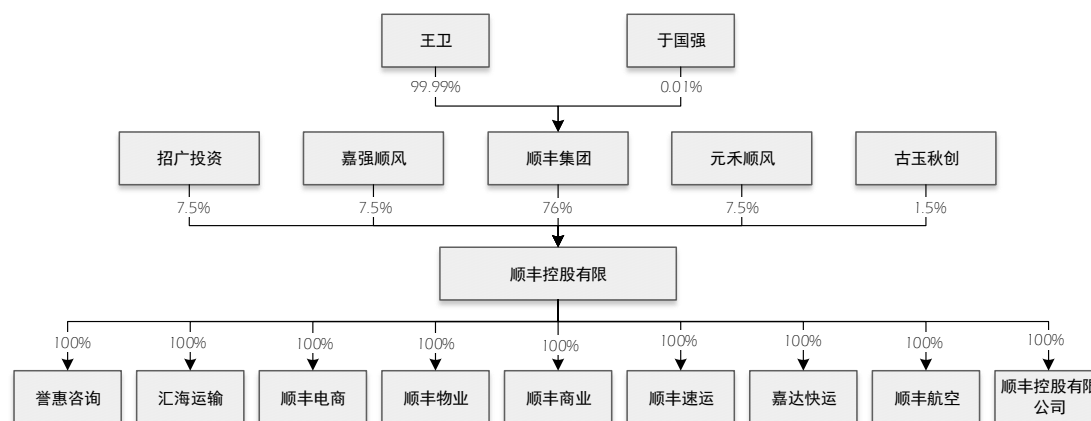 王卫
于国强
99.99%
0.01%
招广投资
嘉强顺风
顺丰集团
元禾顺风
古玉秋创
7.5%
7.5%
76%
7.5%
1.5%
顺丰控股有限
100%
100%
100%
100%
100%
100%
100%
100%
100%
誉惠咨询
汇海运输
顺丰电商
顺丰物业
顺丰商业
顺丰速运
嘉达快运
顺丰航空
顺丰控股有限
公司